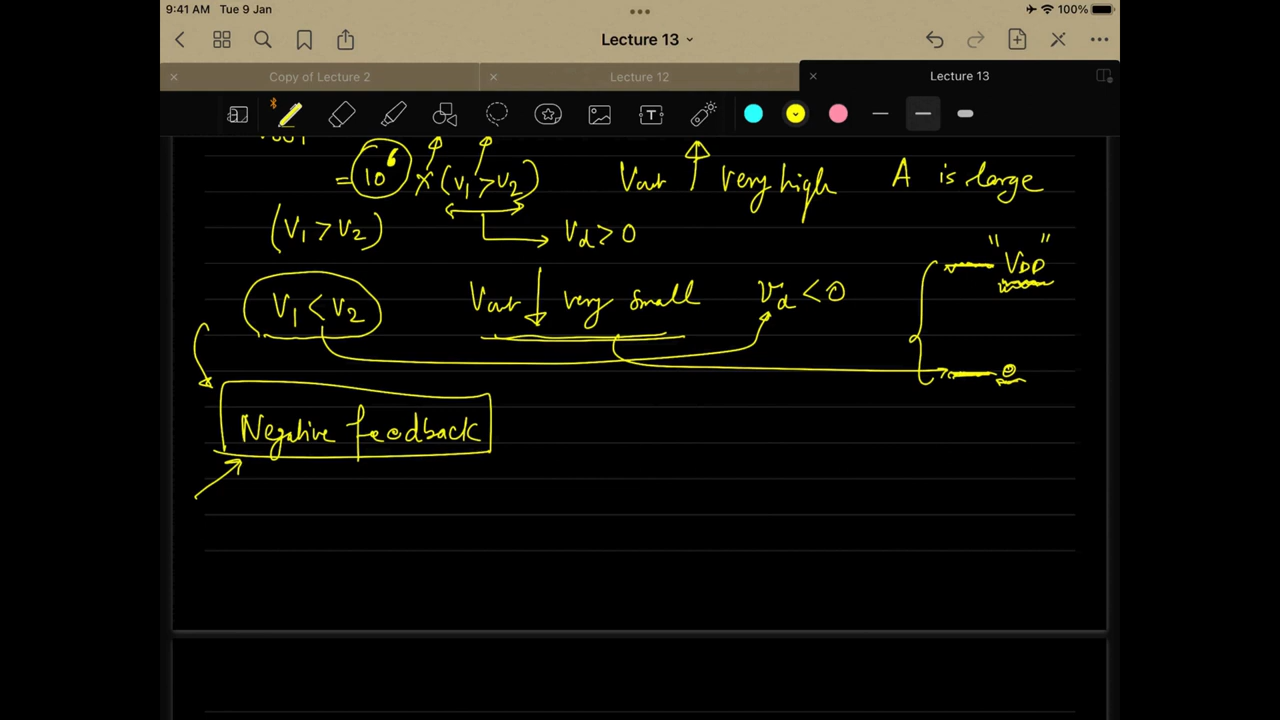 9:41 AM Tue 9 Jan 100%
Lecture 13
Copy of Lecture 2 Lecture 12 Lecture 13
= 10⁶ × (V₁ > V₂) Vout ↑ very high A is large
(V₁ > V₂) → Vd > 0
"VDD"
V₁ < V₂ Vout ↓ very small Vd < 0
0
Negative feedback